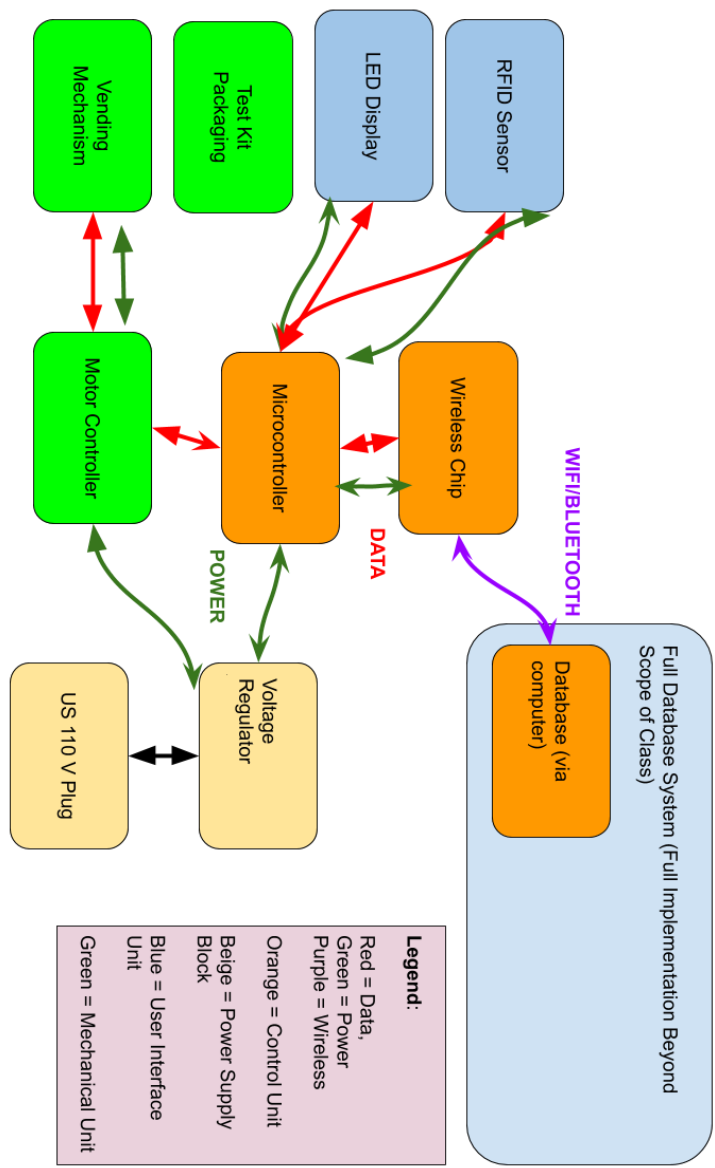 Full Database System (Full Implementation Beyond
Scope of Class)
Database (via
computer)
WIFI/BLUETOOTH
RFID Sensor
Wireless Chip
LED Display
DATA
Microcontroller
Voltage
Regulator
Test Kit
Packaging
POWER
Vending
Mechanism
Motor Controller
US 110 V Plug
Legend:
Red = Data,
Green = Power
Purple = Wireless
Orange = Control Unit
Beige = Power Supply
Block
Blue = User Interface
Unit
Green = Mechanical Unit